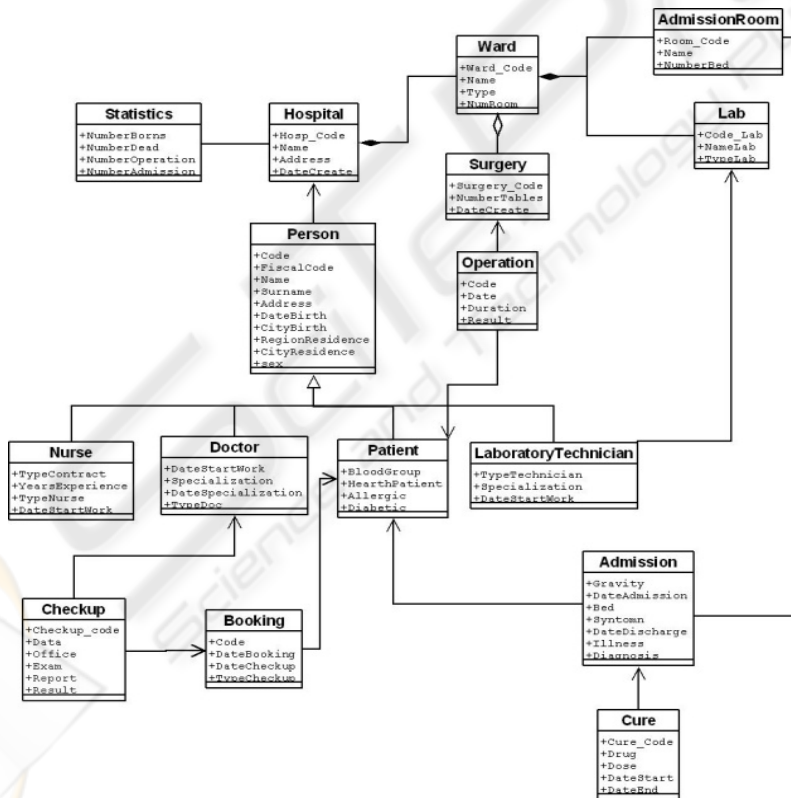 AdmissionRoom
+Room_Code
+Name
+NumberBed
Ward
+Ward_Code
+Name
+Type
+NumRoom
Statistics
+NumberBorns
+NumberDead
+NumberOperation
+NumberAdmission
Hospital
+Hosp_Code
+Name
+Address
+DateCreate
Lab
+Code_Lab
+NameLab
+TypeLab
Surgery
+Surgery_Code
+NumberTables
+DateCreate
Person
+Code
+FiscalCode
+Name
+Surname
+Address
+DateBirth
+CityBirth
+RegionResidence
+CityResidence
+sex
Operation
+Code
+Date
+Duration
+Result
Nurse
+TypeContract
+YearsExperience
+TypeNurse
+DateStartWork
Doctor
+DateStartWork
+Specialization
+DateSpecialization
+TypeDoc
Patient
+BloodGroup
+HearthPatient
+Allergic
+Diabetic
LaboratoryTechnician
+TypeTechnician
+Specialization
+DateStartWork
Admission
+Gravity
+DateAdmission
+Bed
+Syntomn
+DateDischarge
+Illness
+Diagnosis
Checkup
+Checkup_code
+Data
+Office
+Exam
+Report
+Result
Booking
+Code
+DateBooking
+DateCheckup
+TypeCheckup
Cure
+Cure_Code
+Drug
+Dose
+DateStart
+DateEnd